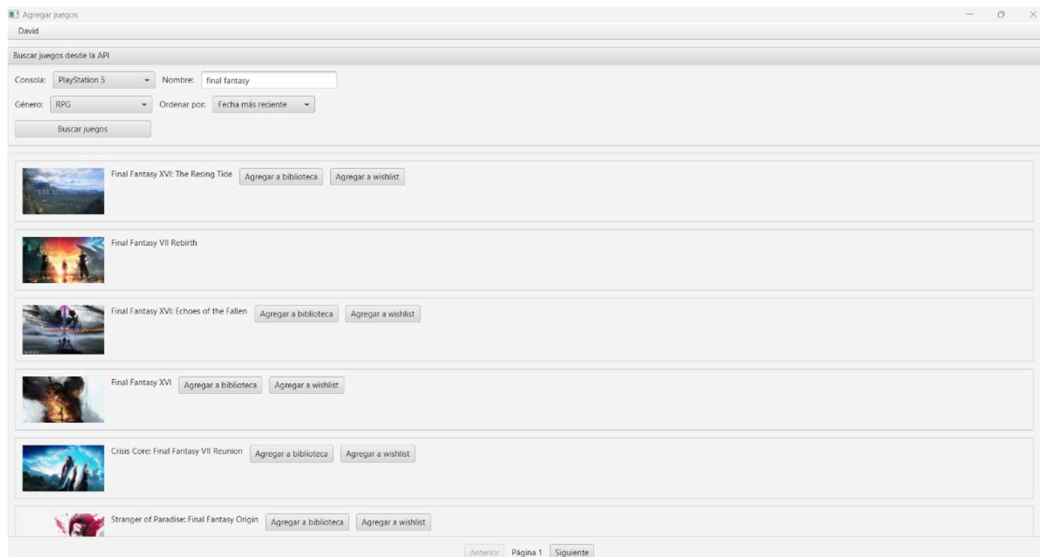 Agregar juegos
David
Buscar juegos desde la API
Consola: PlayStation 5 Nombre: final fantasy
Género: RPG Ordenar por: Fecha más reciente
Buscar juegos
Final Fantasy XVI: The Resing Tide Agregar a biblioteca Agregar a wishlist
Final Fantasy VII Rebirth
Final Fantasy XVI: Echoes of the Fallen Agregar a biblioteca Agregar a wishlist
Final Fantasy XVI Agregar a biblioteca Agregar a wishlist
Crisis Core: Final Fantasy VII Reunion Agregar a biblioteca Agregar a wishlist
Stranger of Paradise: Final Fantasy Origin Agregar a biblioteca Agregar a wishlist
Anterior Página 1 Siguiente